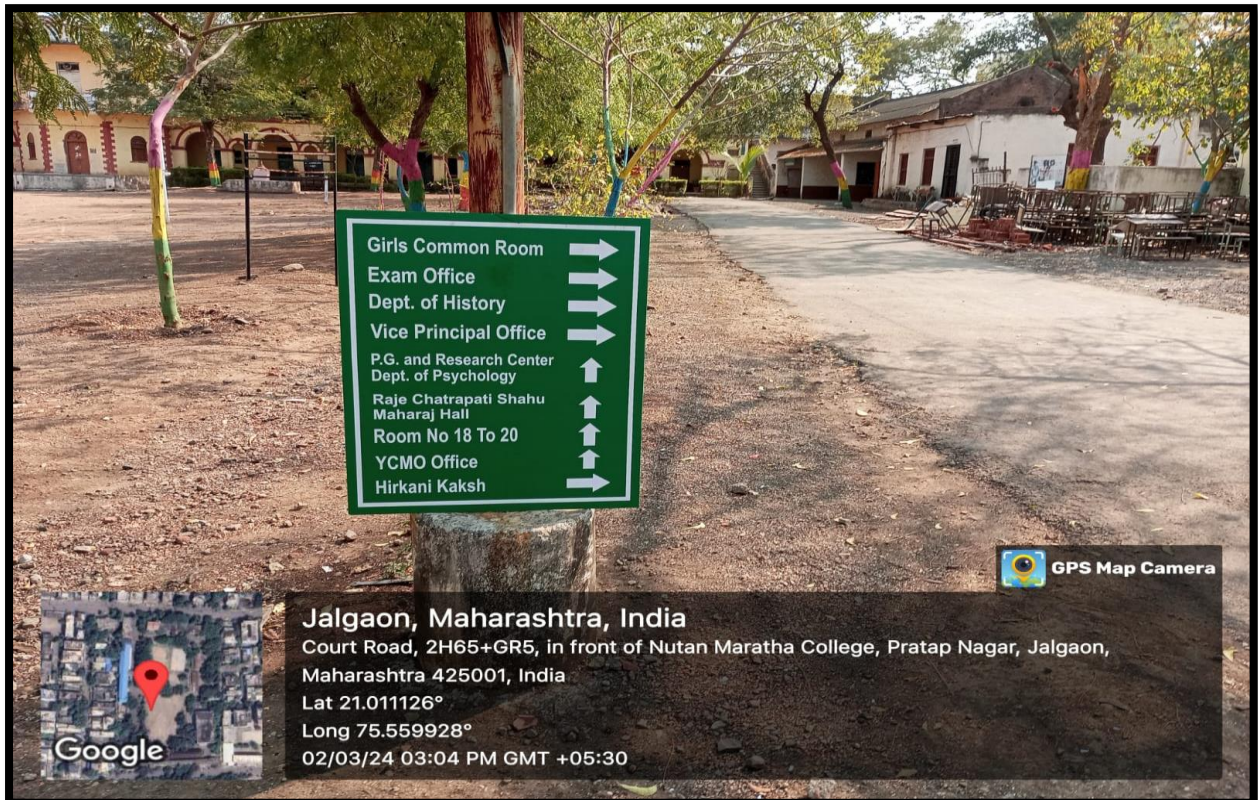 Girls Common Room
Exam Office
Dept. of History
Vice Principal Office
P.G. and Research Center
Dept. of Psychology
Raje Chatrapati Shahu
Maharaj Hall
Room No 18 To 20
YCMO Office
Hirkani Kaksh
GPS Map Camera
Jalgaon, Maharashtra, India
Court Road, 2H65+GR5, in front of Nutan Maratha College, Pratap Nagar, Jalgaon,
Maharashtra 425001, India
Lat 21.011126°
Long 75.559928°
02/03/24 03:04 PM GMT +05:30
Google